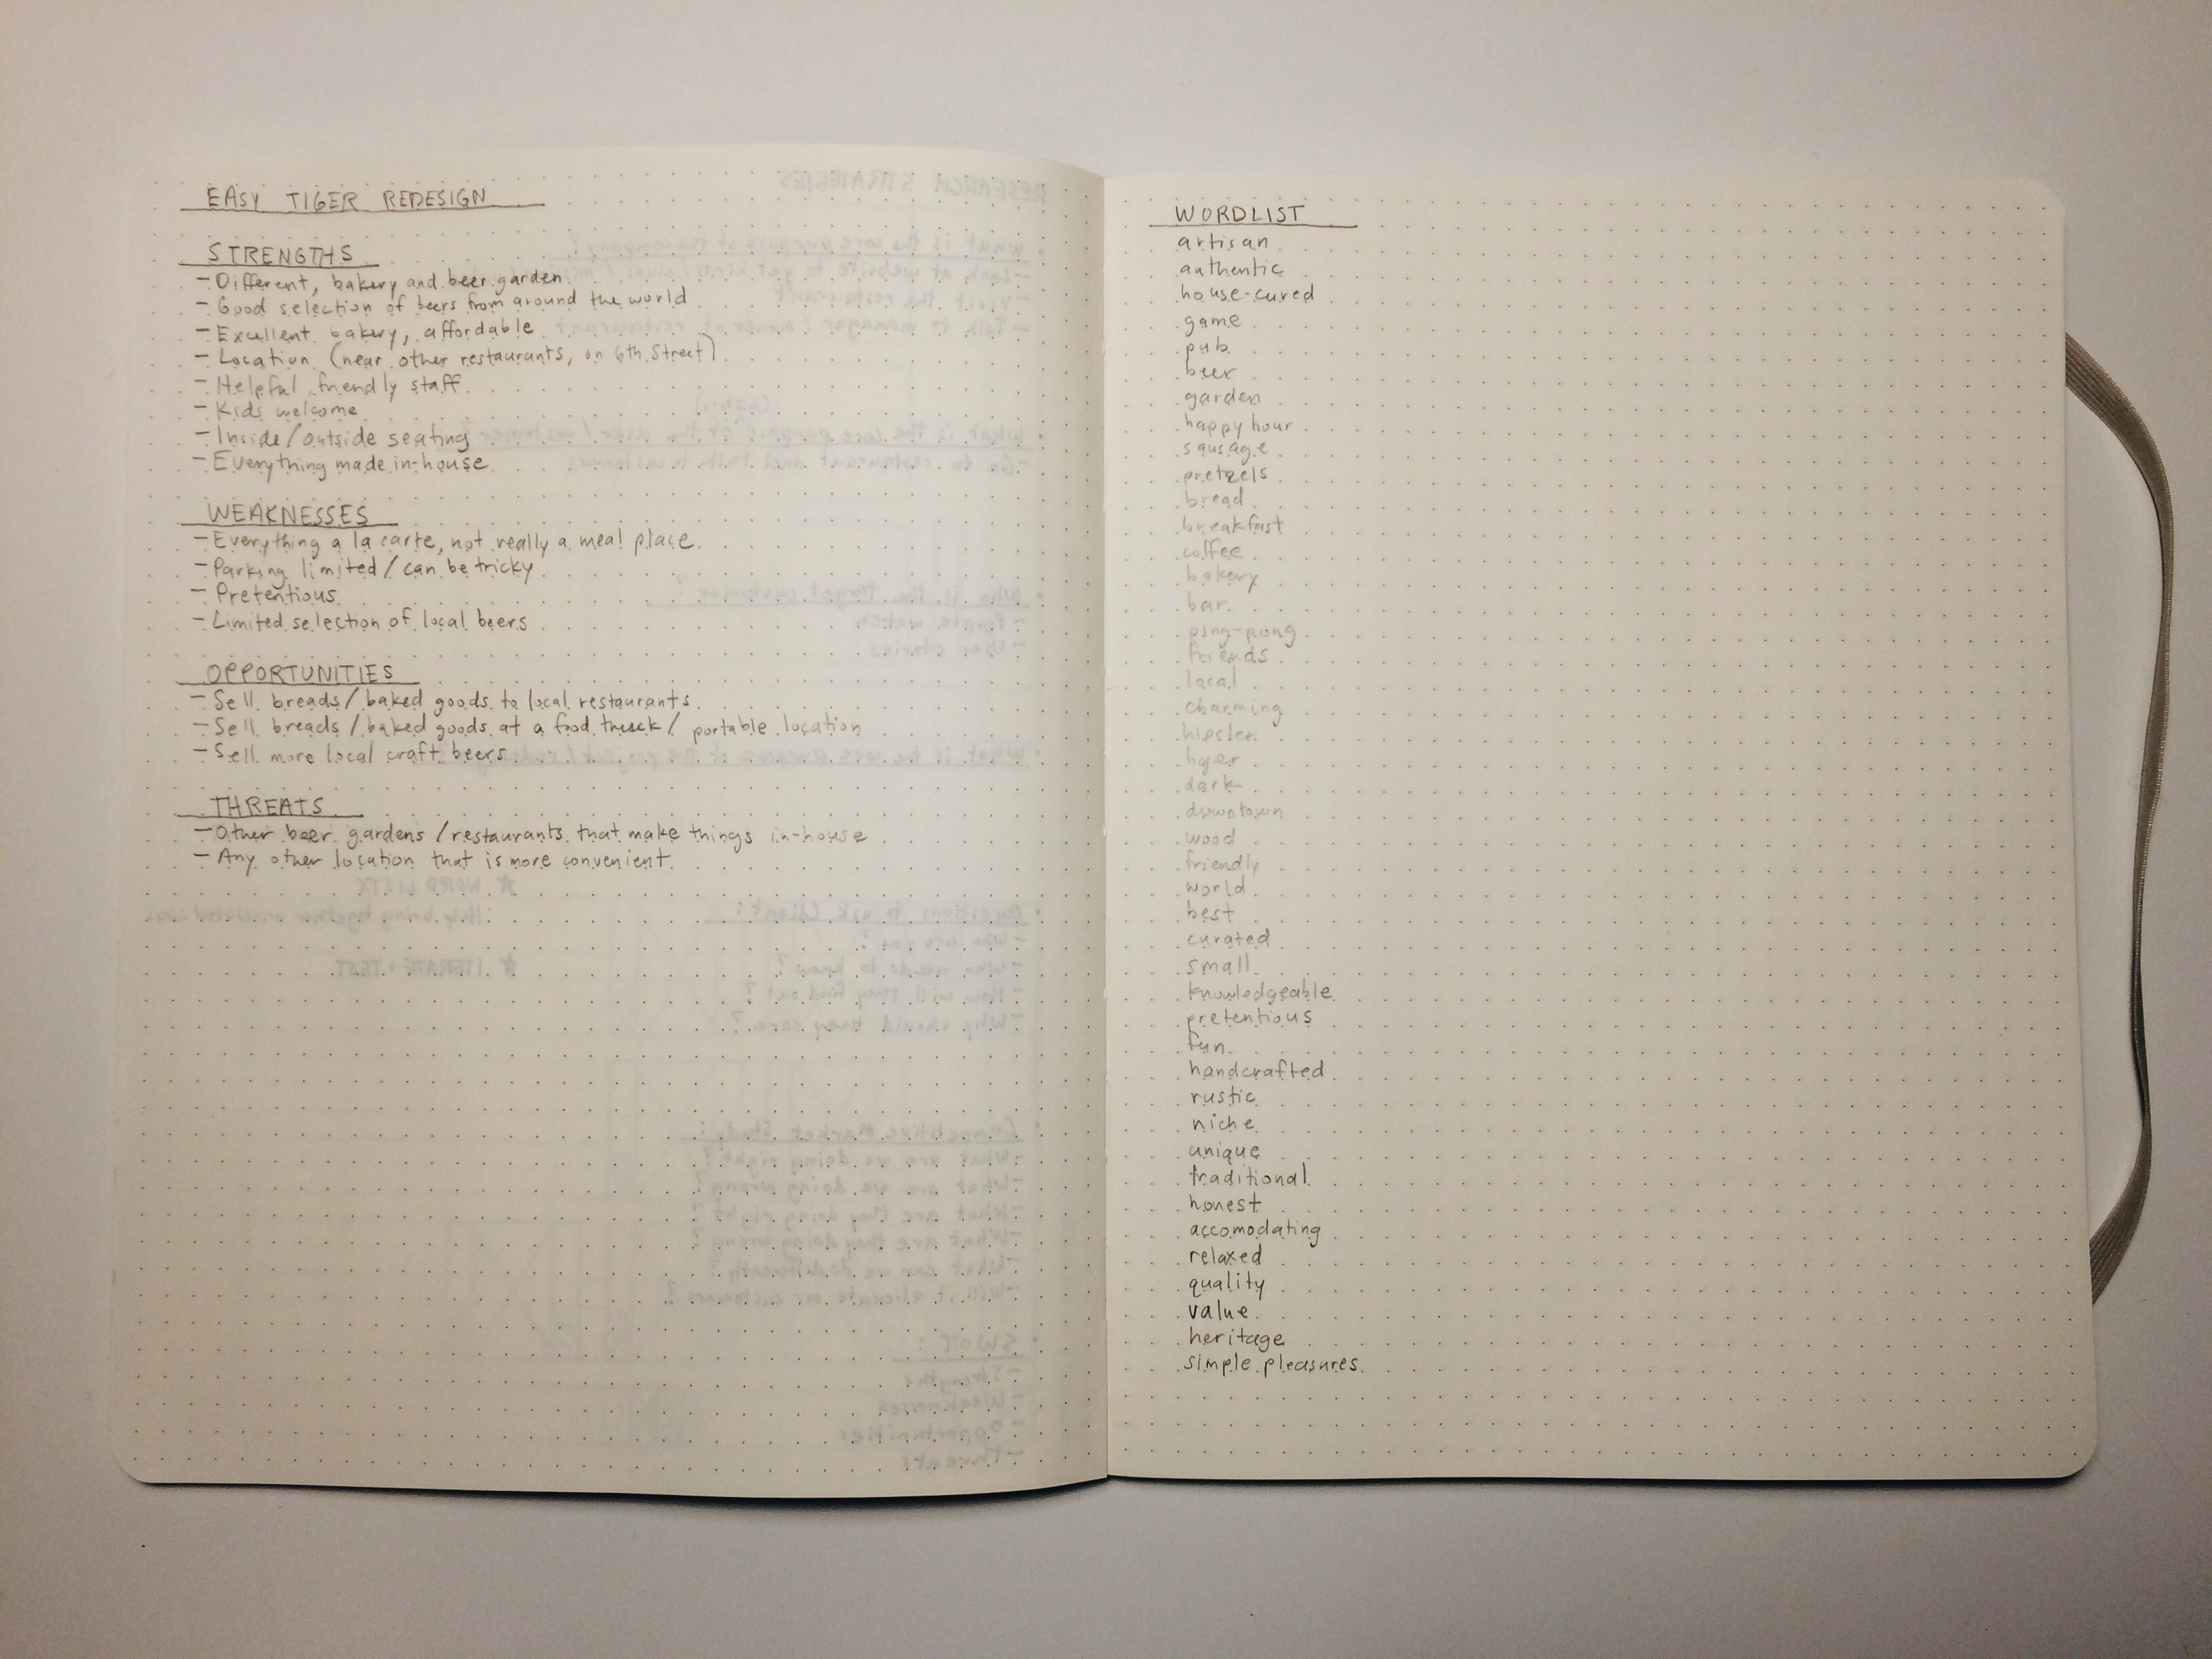 EASY TIGER REDESIGN
STRENGTHS
- Different, bakery and beer garden
- Good selection of beers from around the world
- Excellent bakery, affordable
- Location (near other restaurants, on 6th Street)
- Helpful, friendly staff
- Kids welcome
- Inside/outside seating
- Everything made in-house
WEAKNESSES
- Everything a la carte, not really a meal place
- Parking limited/can be tricky
- Pretentious
- Limited selection of local beers
OPPORTUNITIES
- Sell breads/baked goods to local restaurants
- Sell breads/baked goods at a food truck/portable location
- Sell more local craft beers
THREATS
- Other beer gardens/restaurants that make things in-house
- Any other location that is more convenient
WORDLIST
artisan
authentic
house-cured
game
pub
beer
garden
happy hour
sausage
pretzels
bread
breakfast
coffee
bakery
bar
ping-pong
friends
local
charming
hipster
dark
downtown
wood
friendly
world
best
curated
small
knowledgeable
pretentious
fun
handcrafted
rustic
niche
unique
traditional
honest
accomodating
relaxed
quality
value
heritage
simple pleasures